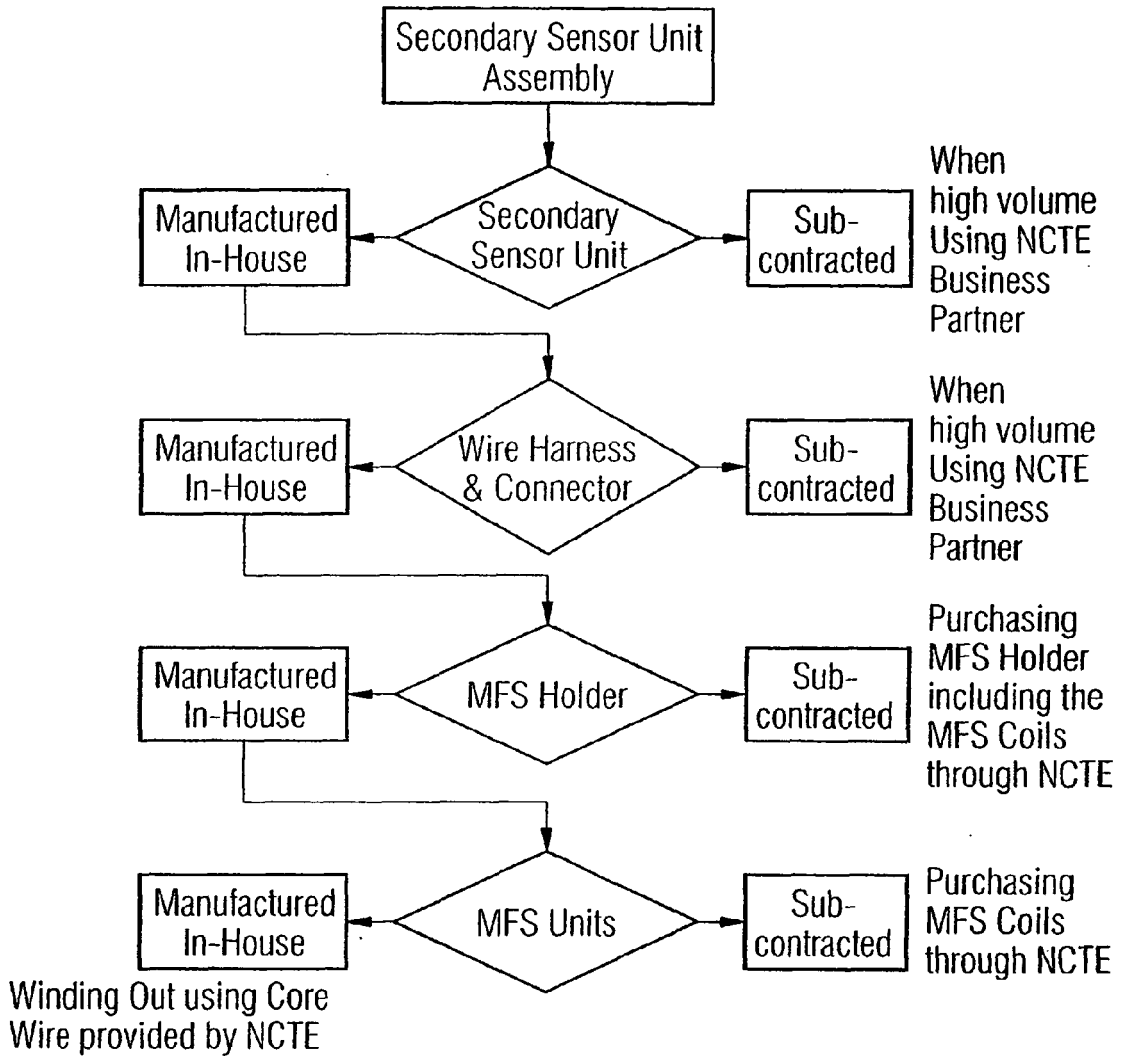 Secondary Sensor Unit
Assembly
Manufactured
In-House
Secondary
Sensor Unit
Sub-
contracted
When
high volume
Using NCTE
Business
Partner
Manufactured
In-House
Wire Harness
& Connector
Sub-
contracted
When
high volume
Using NCTE
Business
Partner
Manufactured
In-House
MFS Holder
Sub-
contracted
Purchasing
MFS Holder
including the
MFS Coils
through NCTE
Manufactured
In-House
MFS Units
Sub-
contracted
Purchasing
MFS Coils
through NCTE
Winding Out using Core
Wire provided by NCTE